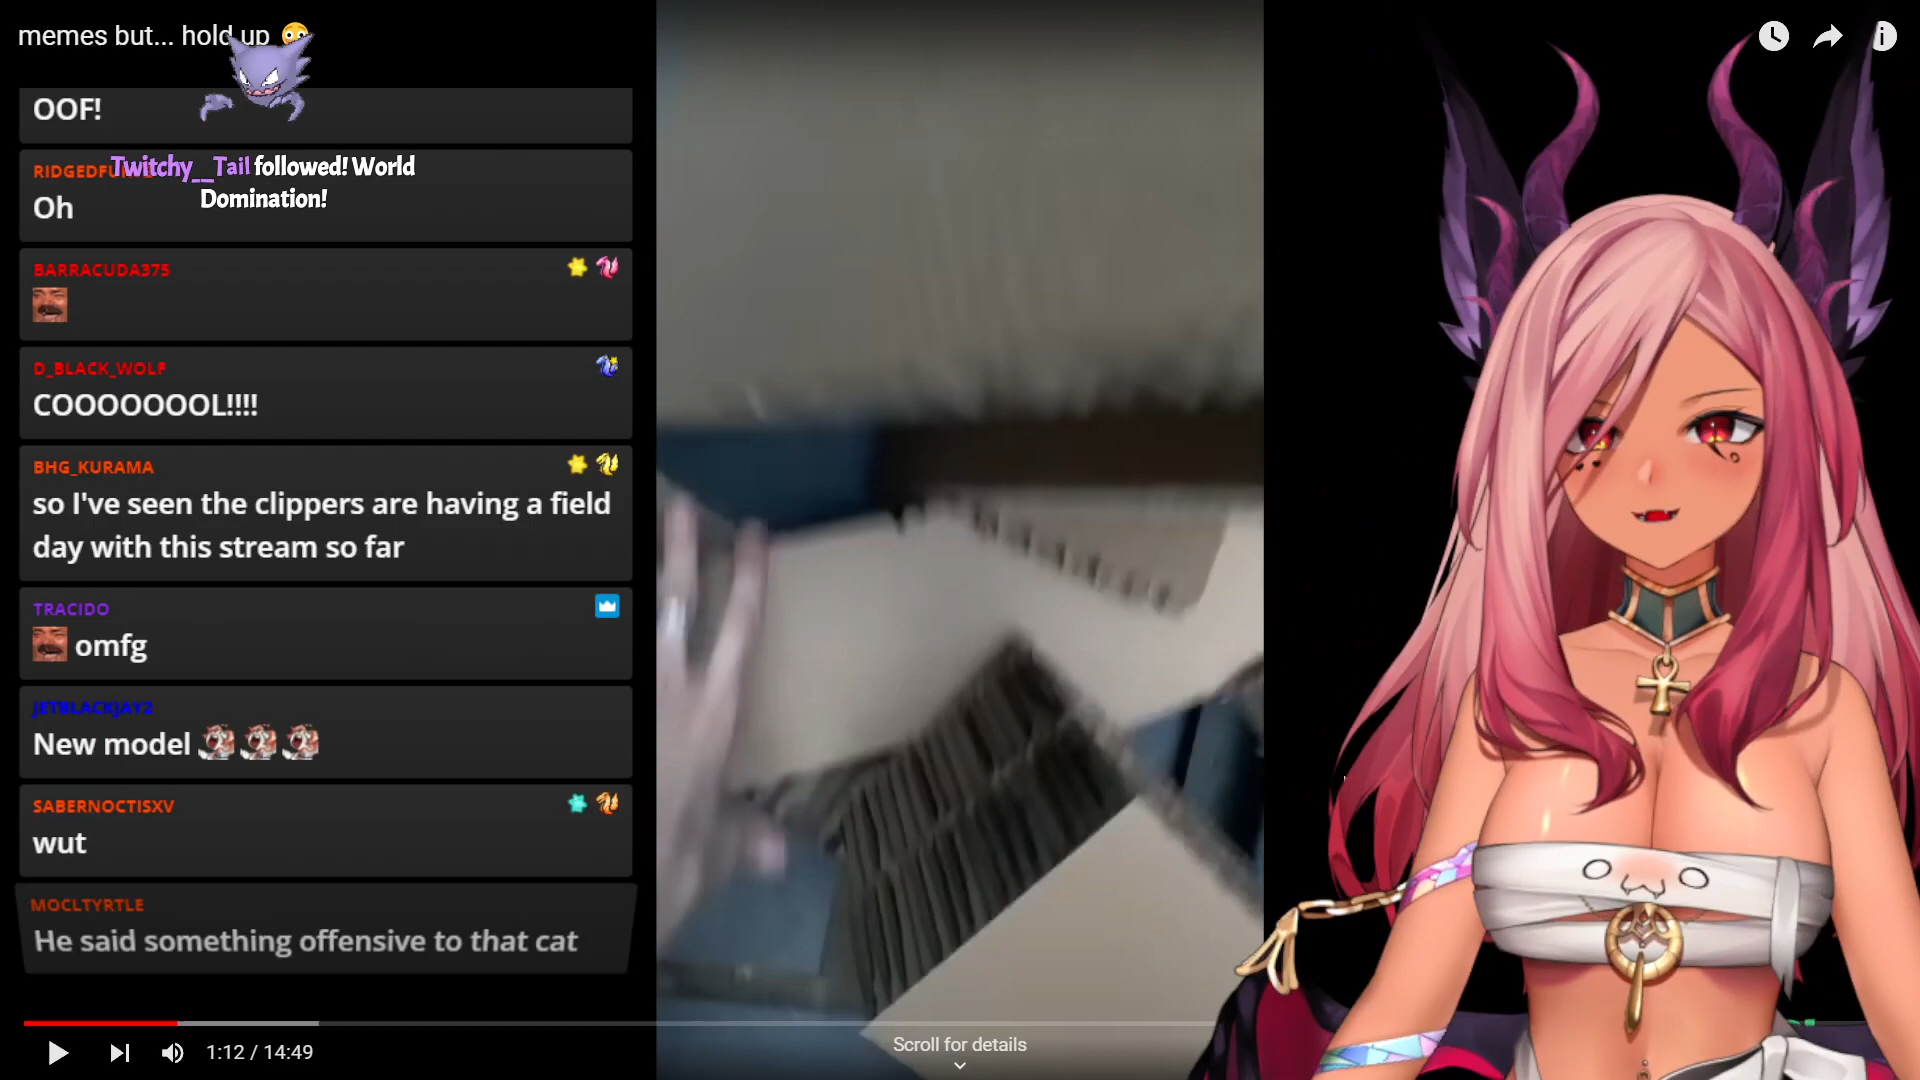 memes but... hold up
OOF!
Twitchy__Tail followed! World
Domination!
Oh
BARRACUDA375
D_BLACK_WOLF
COOOOOOOL!!!!
BHG_KURAMA
so I've seen the clippers are having a field
day with this stream so far
TRACIDO
omfg
JETBLACKJAY2
New model
SABERNOCTISXV
wut
MOCLTYRTLE
He said something offensive to that cat
Scroll for details
1:12 / 14:49